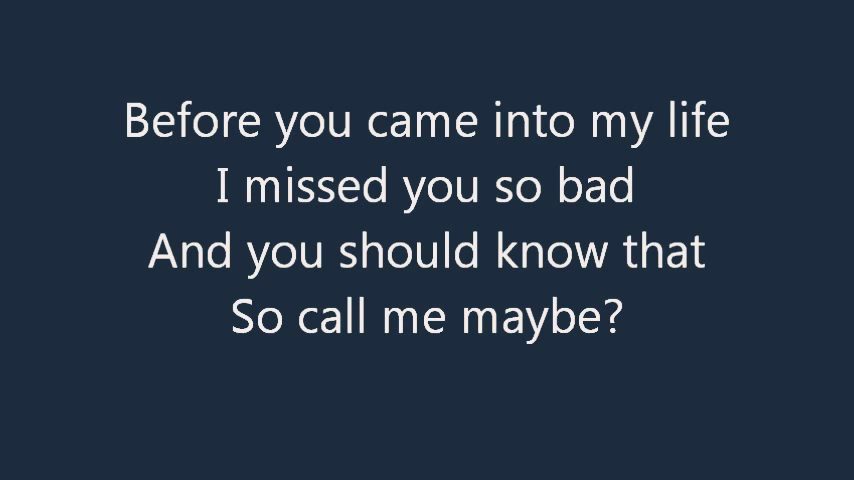 Before you came into my life
I missed you so bad
And you should know that
So call me maybe?